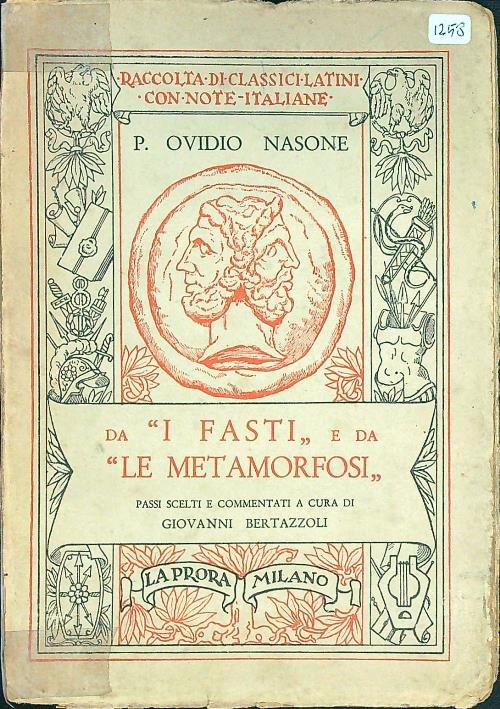 1258
RACCOLTA·DI·CLASSICI·LATINI·
·CON·NOTE-ITALIANE·
P. OVIDIO NASONE
DA “I FASTI„ E DA
“LE METAMORFOSI„
PASSI SCELTI E COMMENTATI A CURA DI
GIOVANNI BERTAZZOLI
LA PRORA MILANO